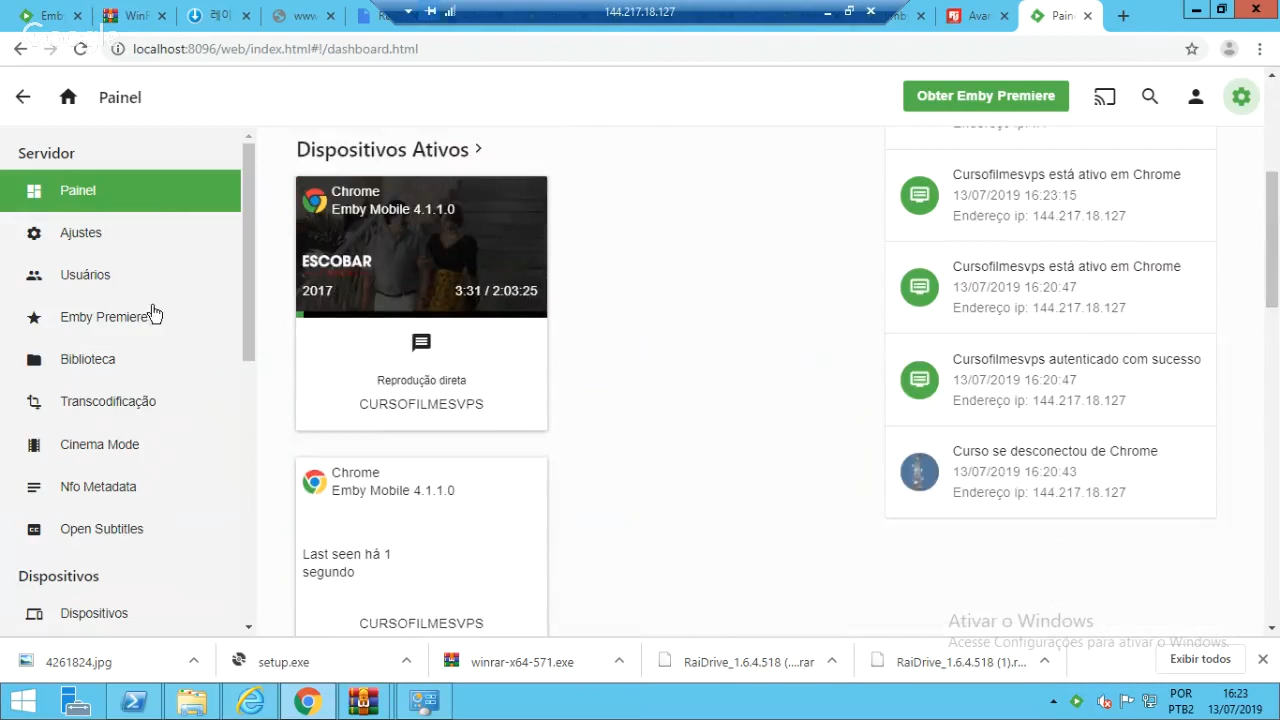 Emby
WinR
레이
www
R
144.217.18.127
mby
Avar
Paine
localhost:8096/web/index.html#!/dashboard.html
Painel
Obter Emby Premiere
Servidor
Painel
Ajustes
Usuários
Emby Premiere
Biblioteca
Transcodificação
Cinema Mode
Nfo Metadata
Open Subtitles
Dispositivos
Dispositivos
Dispositivos Ativos
Chrome
Emby Mobile 4.1.1.0
ESCOBAR
2017
3:31 / 2:03:25
Reprodução direta
CURSOFILMESVPS
Chrome
Emby Mobile 4.1.1.0
Last seen há 1
segundo
CURSOFILMESVPS
Cursofilmesvps está ativo em Chrome
13/07/2019 16:23:15
Endereço ip: 144.217.18.127
Cursofilmesvps está ativo em Chrome
13/07/2019 16:20:47
Endereço ip: 144.217.18.127
Cursofilmesvps autenticado com sucesso
13/07/2019 16:20:47
Endereço ip: 144.217.18.127
Curso se desconectou de Chrome
13/07/2019 16:20:43
Endereço ip: 144.217.18.127
Ativar o Windows
Acesse Configurações para ativar o Windows.
4261824.jpg
setup.exe
winrar-x64-571.exe
RaiDrive_1.6.4.518 (....rar
RaiDrive_1.6.4.518 (1).r...
Exibir todos
POR
PTB2
16:23
13/07/2019